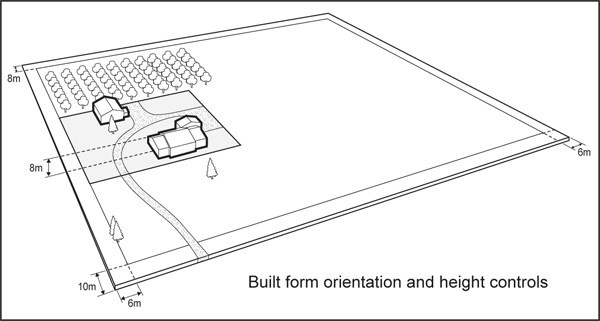 8m
6m
8m
10m
6m
Built form orientation and height controls